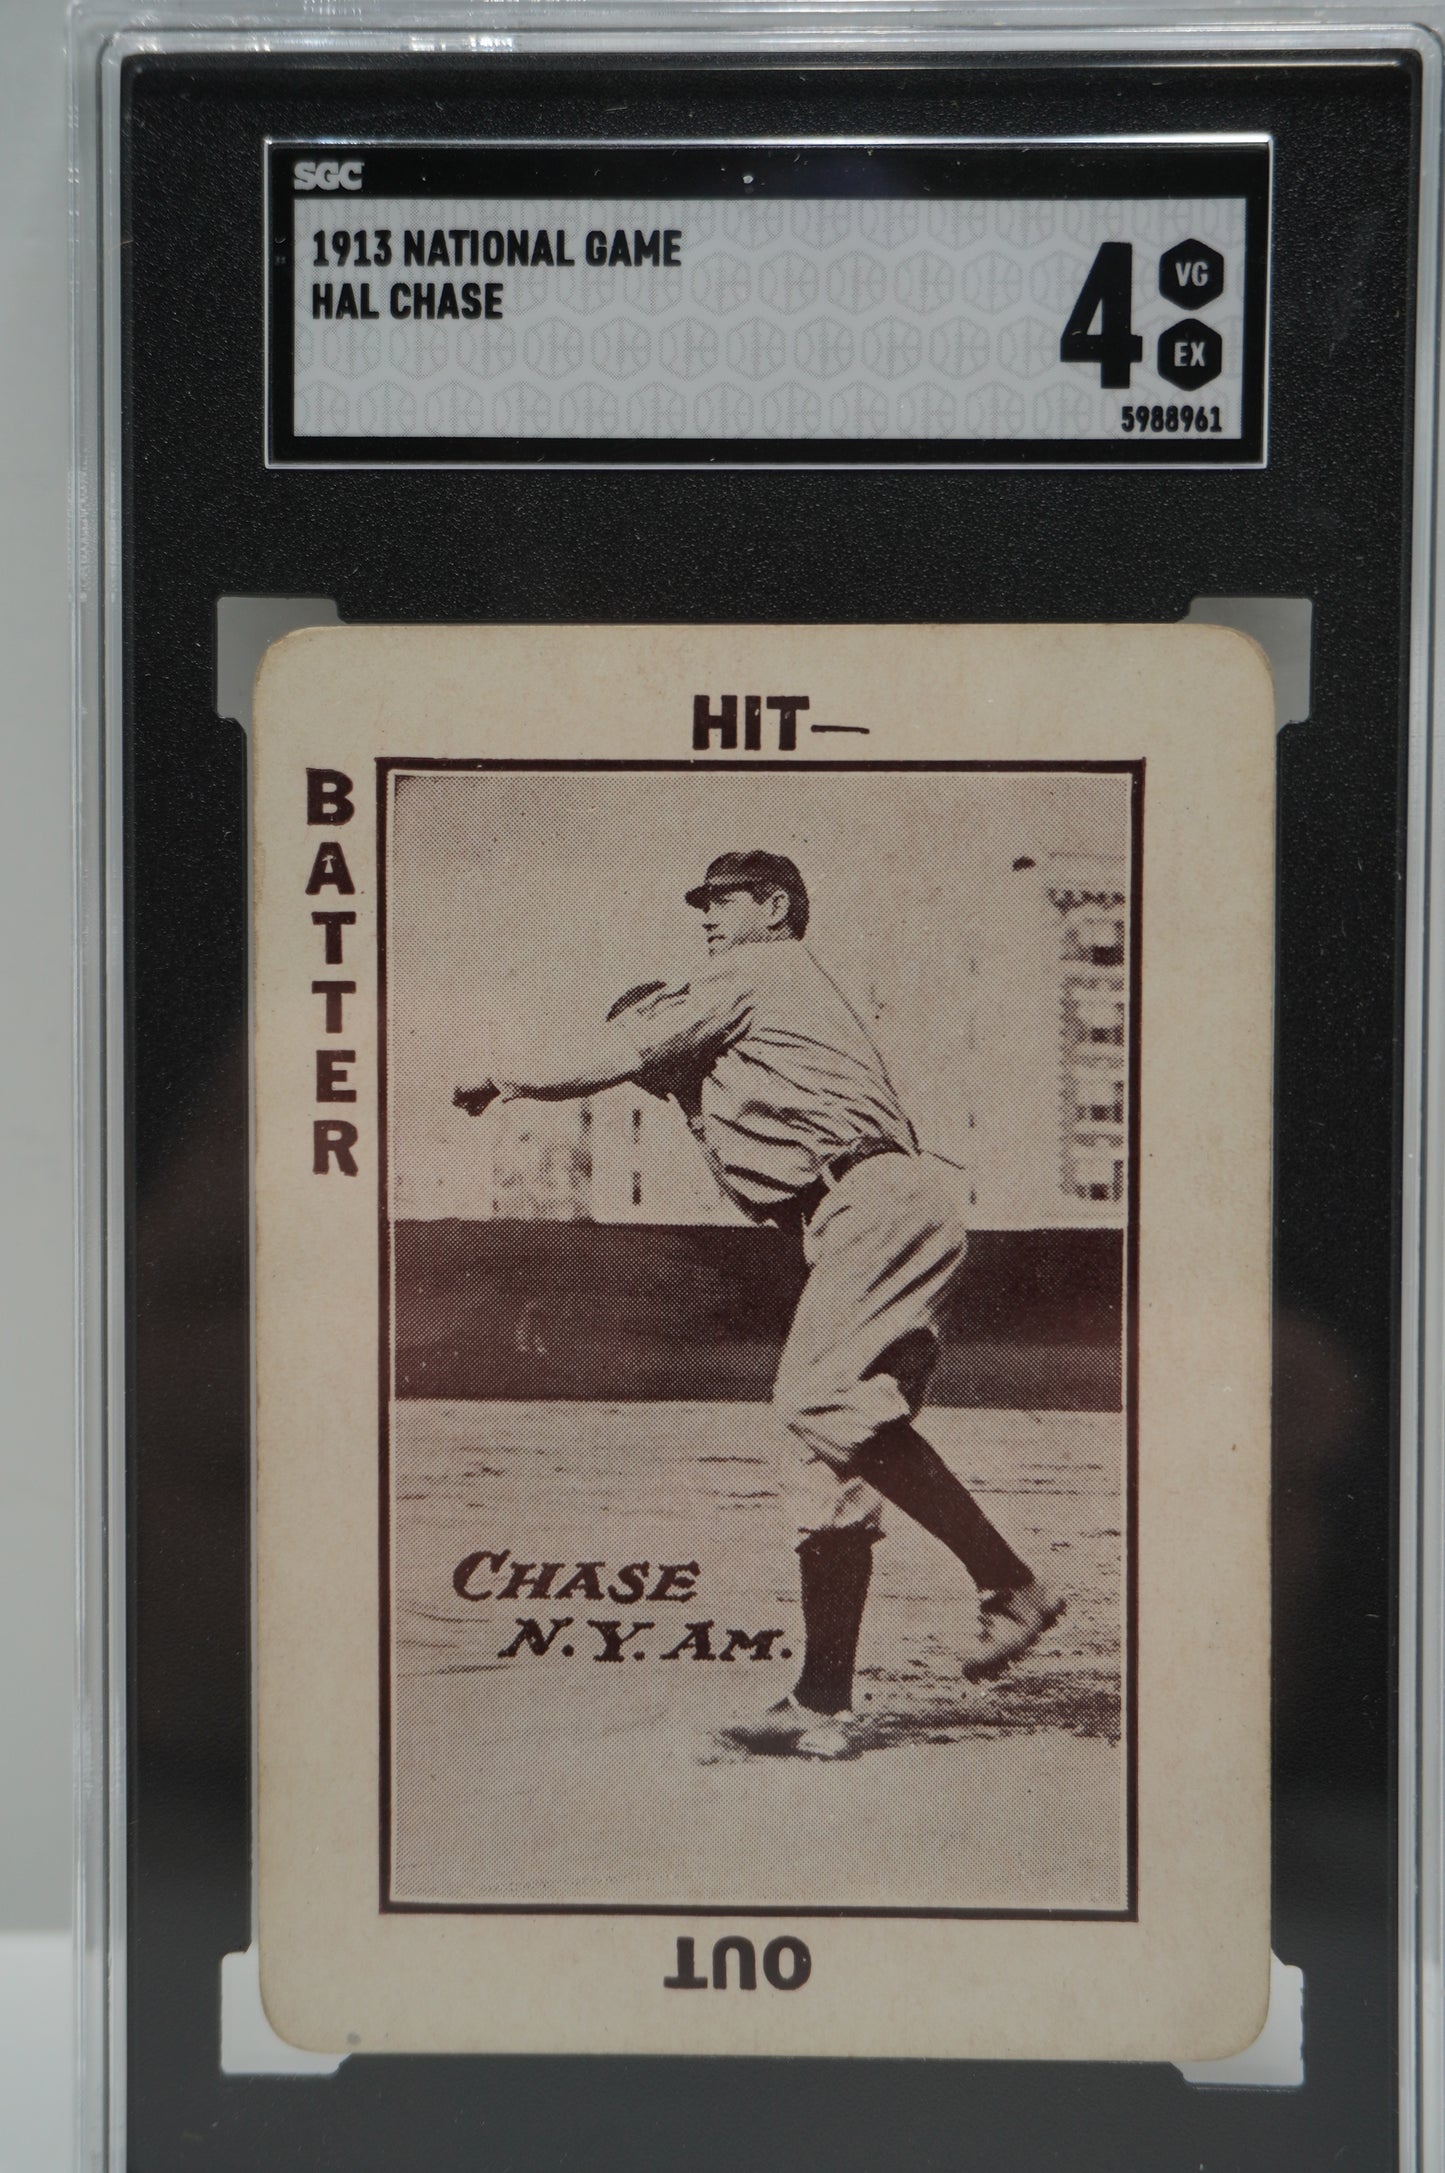 SGC
1913 NATIONAL GAME
HAL CHASE
4
VG
EX
5988961
HIT—
BATTER
CHASE
N.Y. AM.
OUT